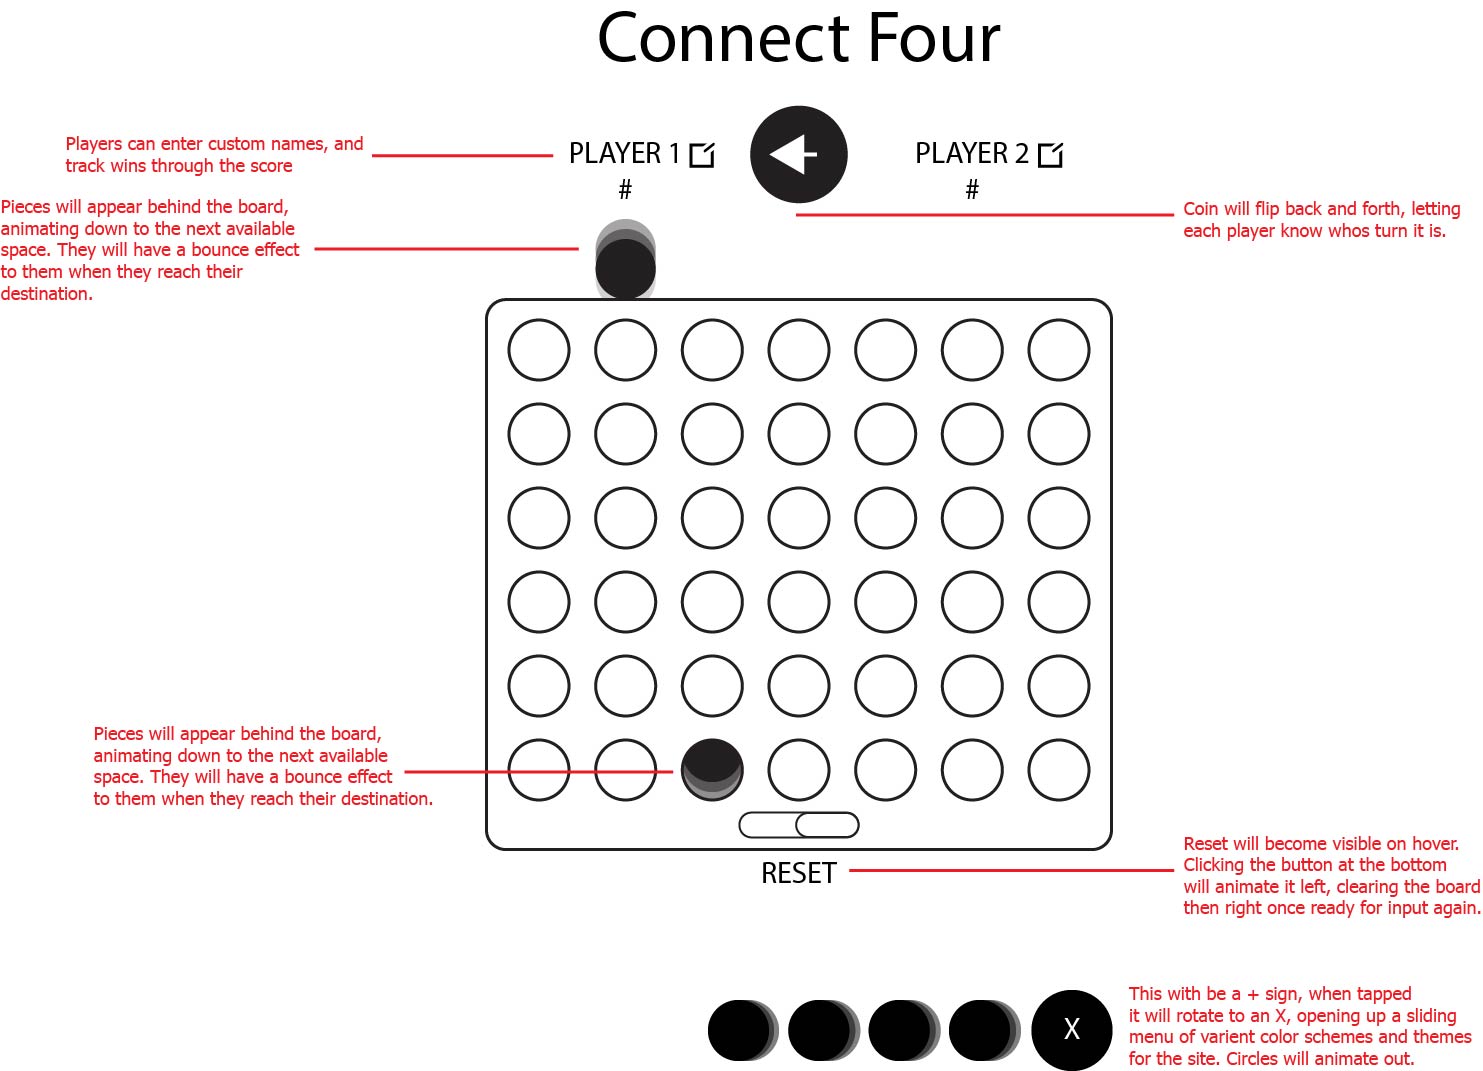 Connect Four
Players can enter custom names, and
track wins through the score
PLAYER 1
#
PLAYER 2
#
Pieces will appear behind the board,
animating down to the next available
space. They will have a bounce effect
to them when they reach their
destination.
Coin will flip back and forth, letting
each player know whos turn it is.
Pieces will appear behind the board,
animating down to the next available
space. They will have a bounce effect
to them when they reach their destination.
RESET
Reset will become visible on hover.
Clicking the button at the bottom
will animate it left, clearing the board
then right once ready for input again.
X
This with be a + sign, when tapped
it will rotate to an X, opening up a sliding
menu of varient color schemes and themes
for the site. Circles will animate out.